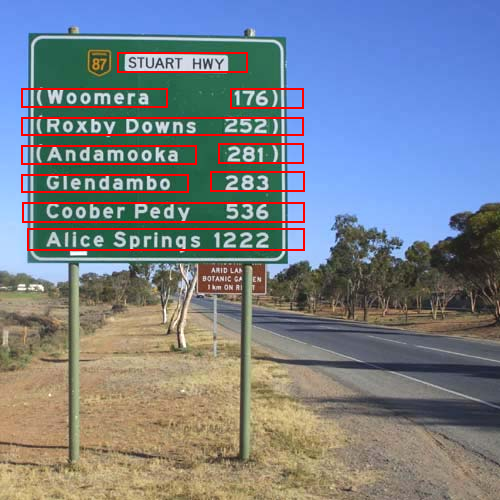 87 STUART HWY
(Woomera 176)
(Roxby Downs 252)
(Andamooka 281)
Glendambo 283
Coober Pedy 536
Alice Springs 1222
ARID LAND
BOTANIC GARDEN
1 km ON RIGHT